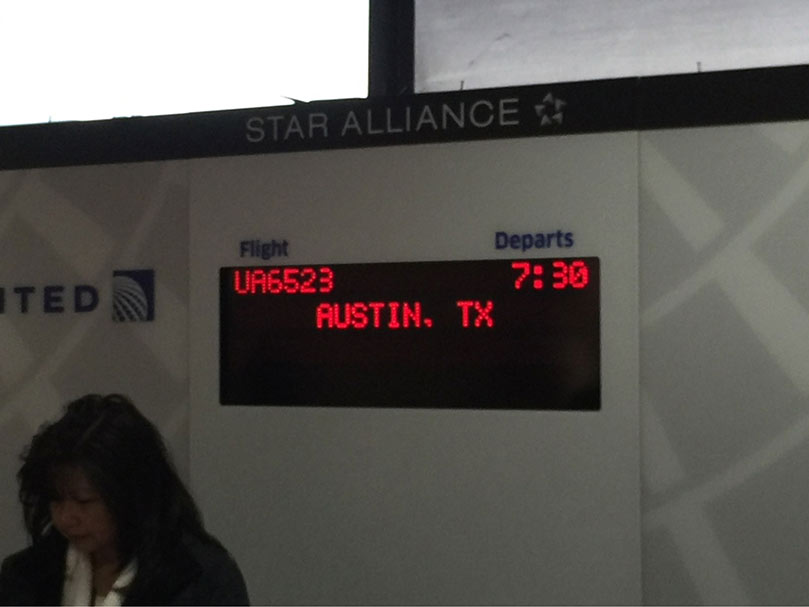 STAR ALLIANCE
Flight Departs
UA6523 7:30
AUSTIN, TX
ITED